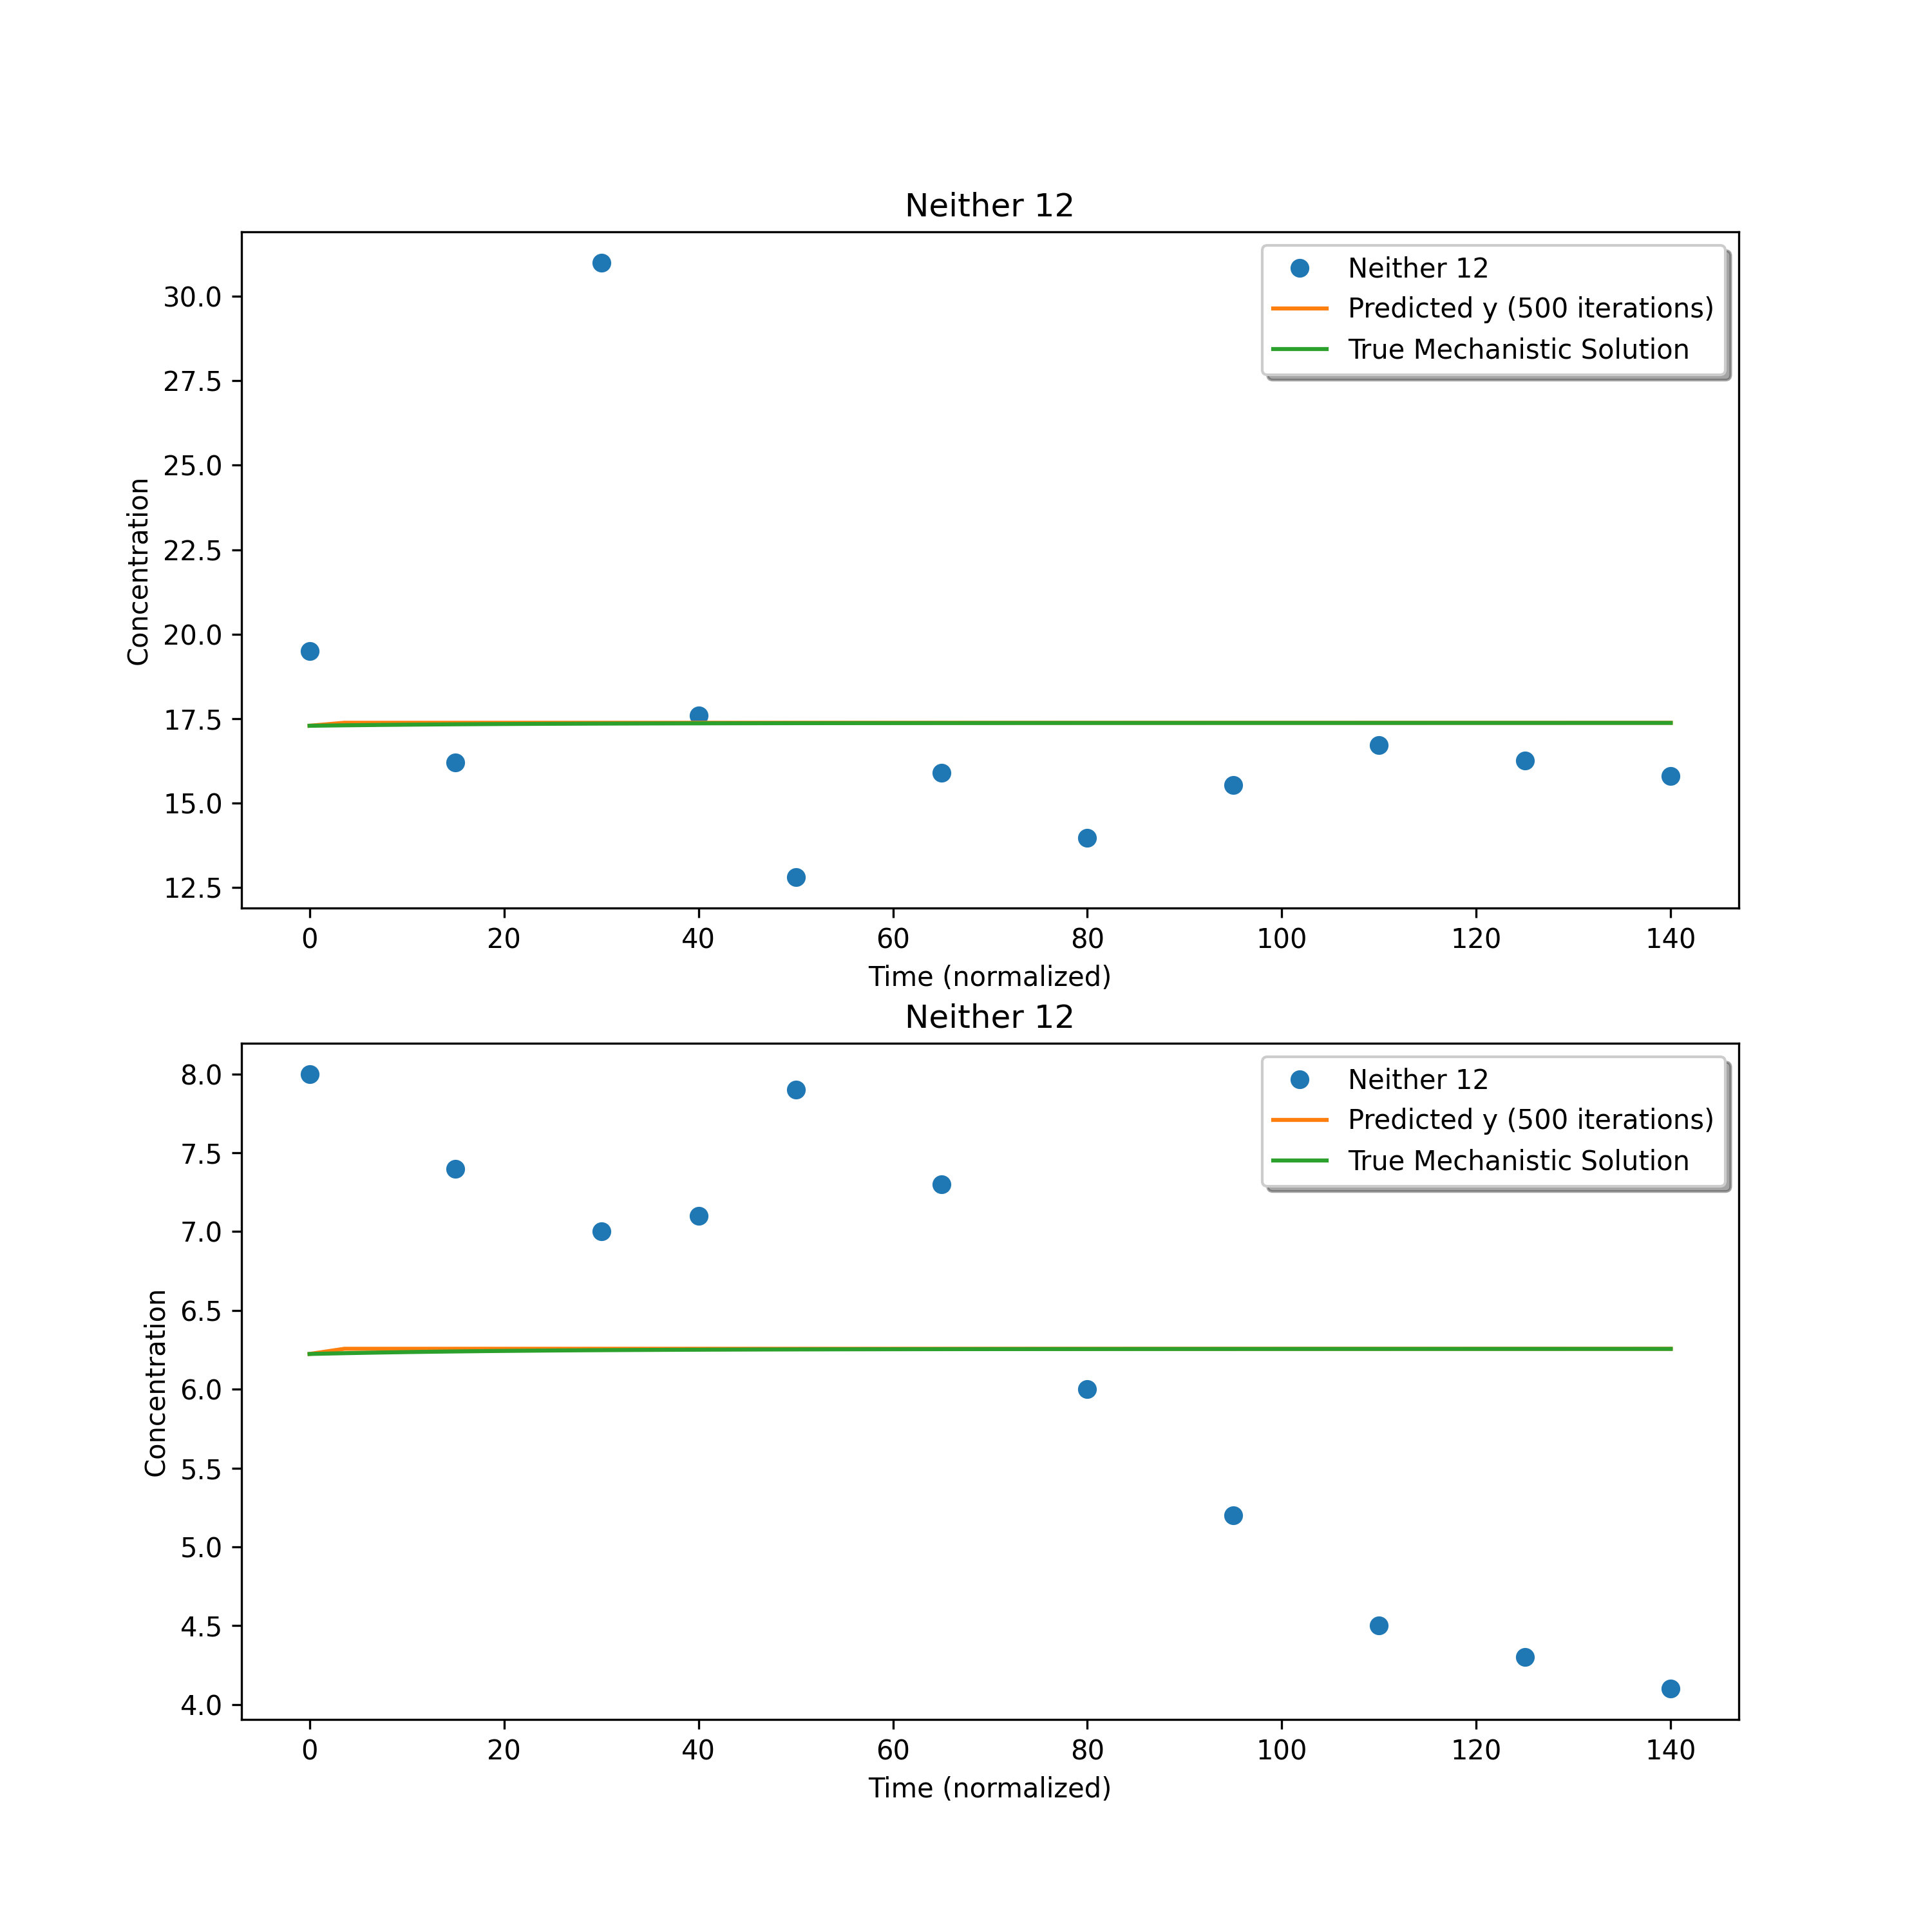 Neither 12
Neither 12
Predicted y (500 iterations)
True Mechanistic Solution
30.0
27.5
25.0
22.5
20.0
17.5
15.0
12.5
Concentration
0 20 40 60 80 100 120 140
Time (normalized)
Neither 12
Neither 12
Predicted y (500 iterations)
True Mechanistic Solution
8.0
7.5
7.0
6.5
6.0
5.5
5.0
4.5
4.0
Concentration
0 20 40 60 80 100 120 140
Time (normalized)